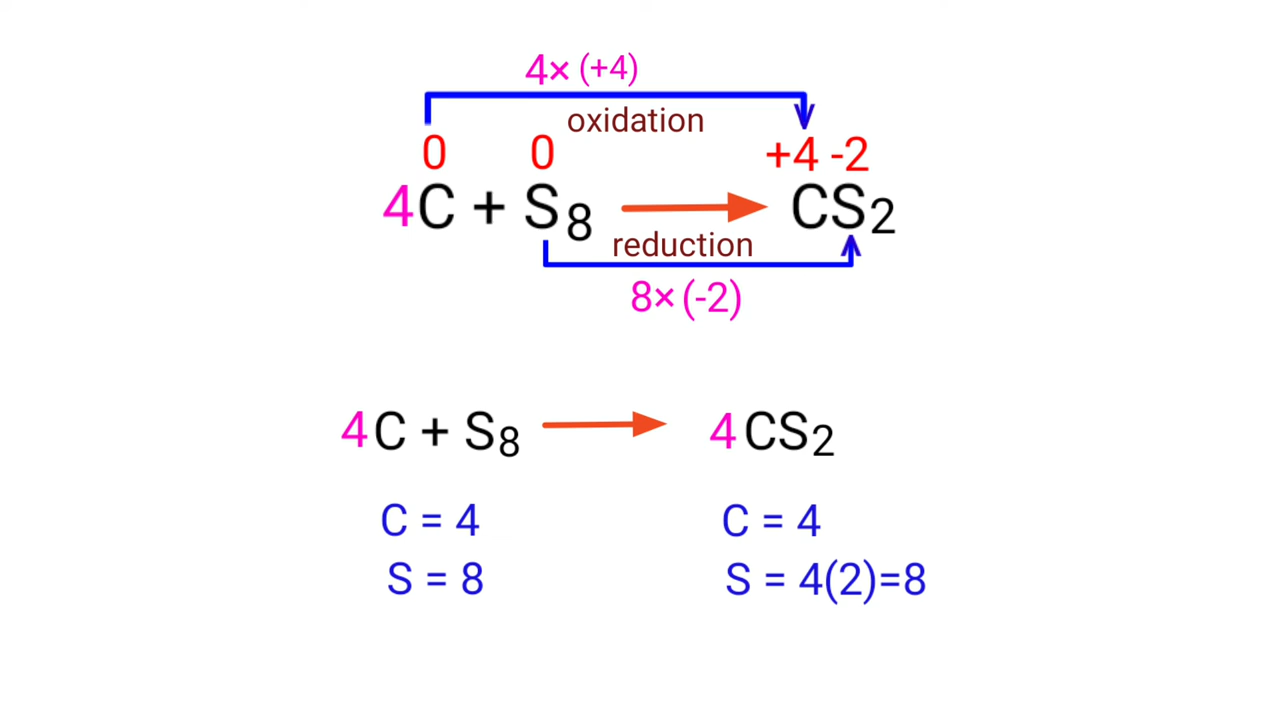 4× (+4)
oxidation
0 0 +4 -2
4C + S8 → CS2
reduction
8× (-2)
4C + S8 → 4CS2
C = 4 C = 4
S = 8 S = 4(2)=8